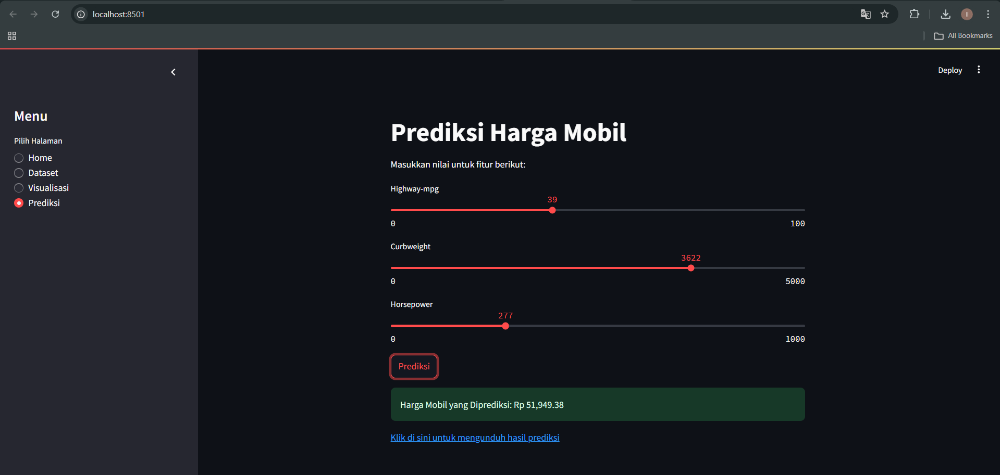 localhost:8501
All Bookmarks
Deploy
Menu
Pilih Halaman
Home
Dataset
Visualisasi
Prediksi
Prediksi Harga Mobil
Masukkan nilai untuk fitur berikut:
Highway-mpg
39
0 100
Curbweight
3622
0 5000
Horsepower
277
0 1000
Prediksi
Harga Mobil yang Diprediksi: Rp 51,949.38
Klik di sini untuk mengunduh hasil prediksi